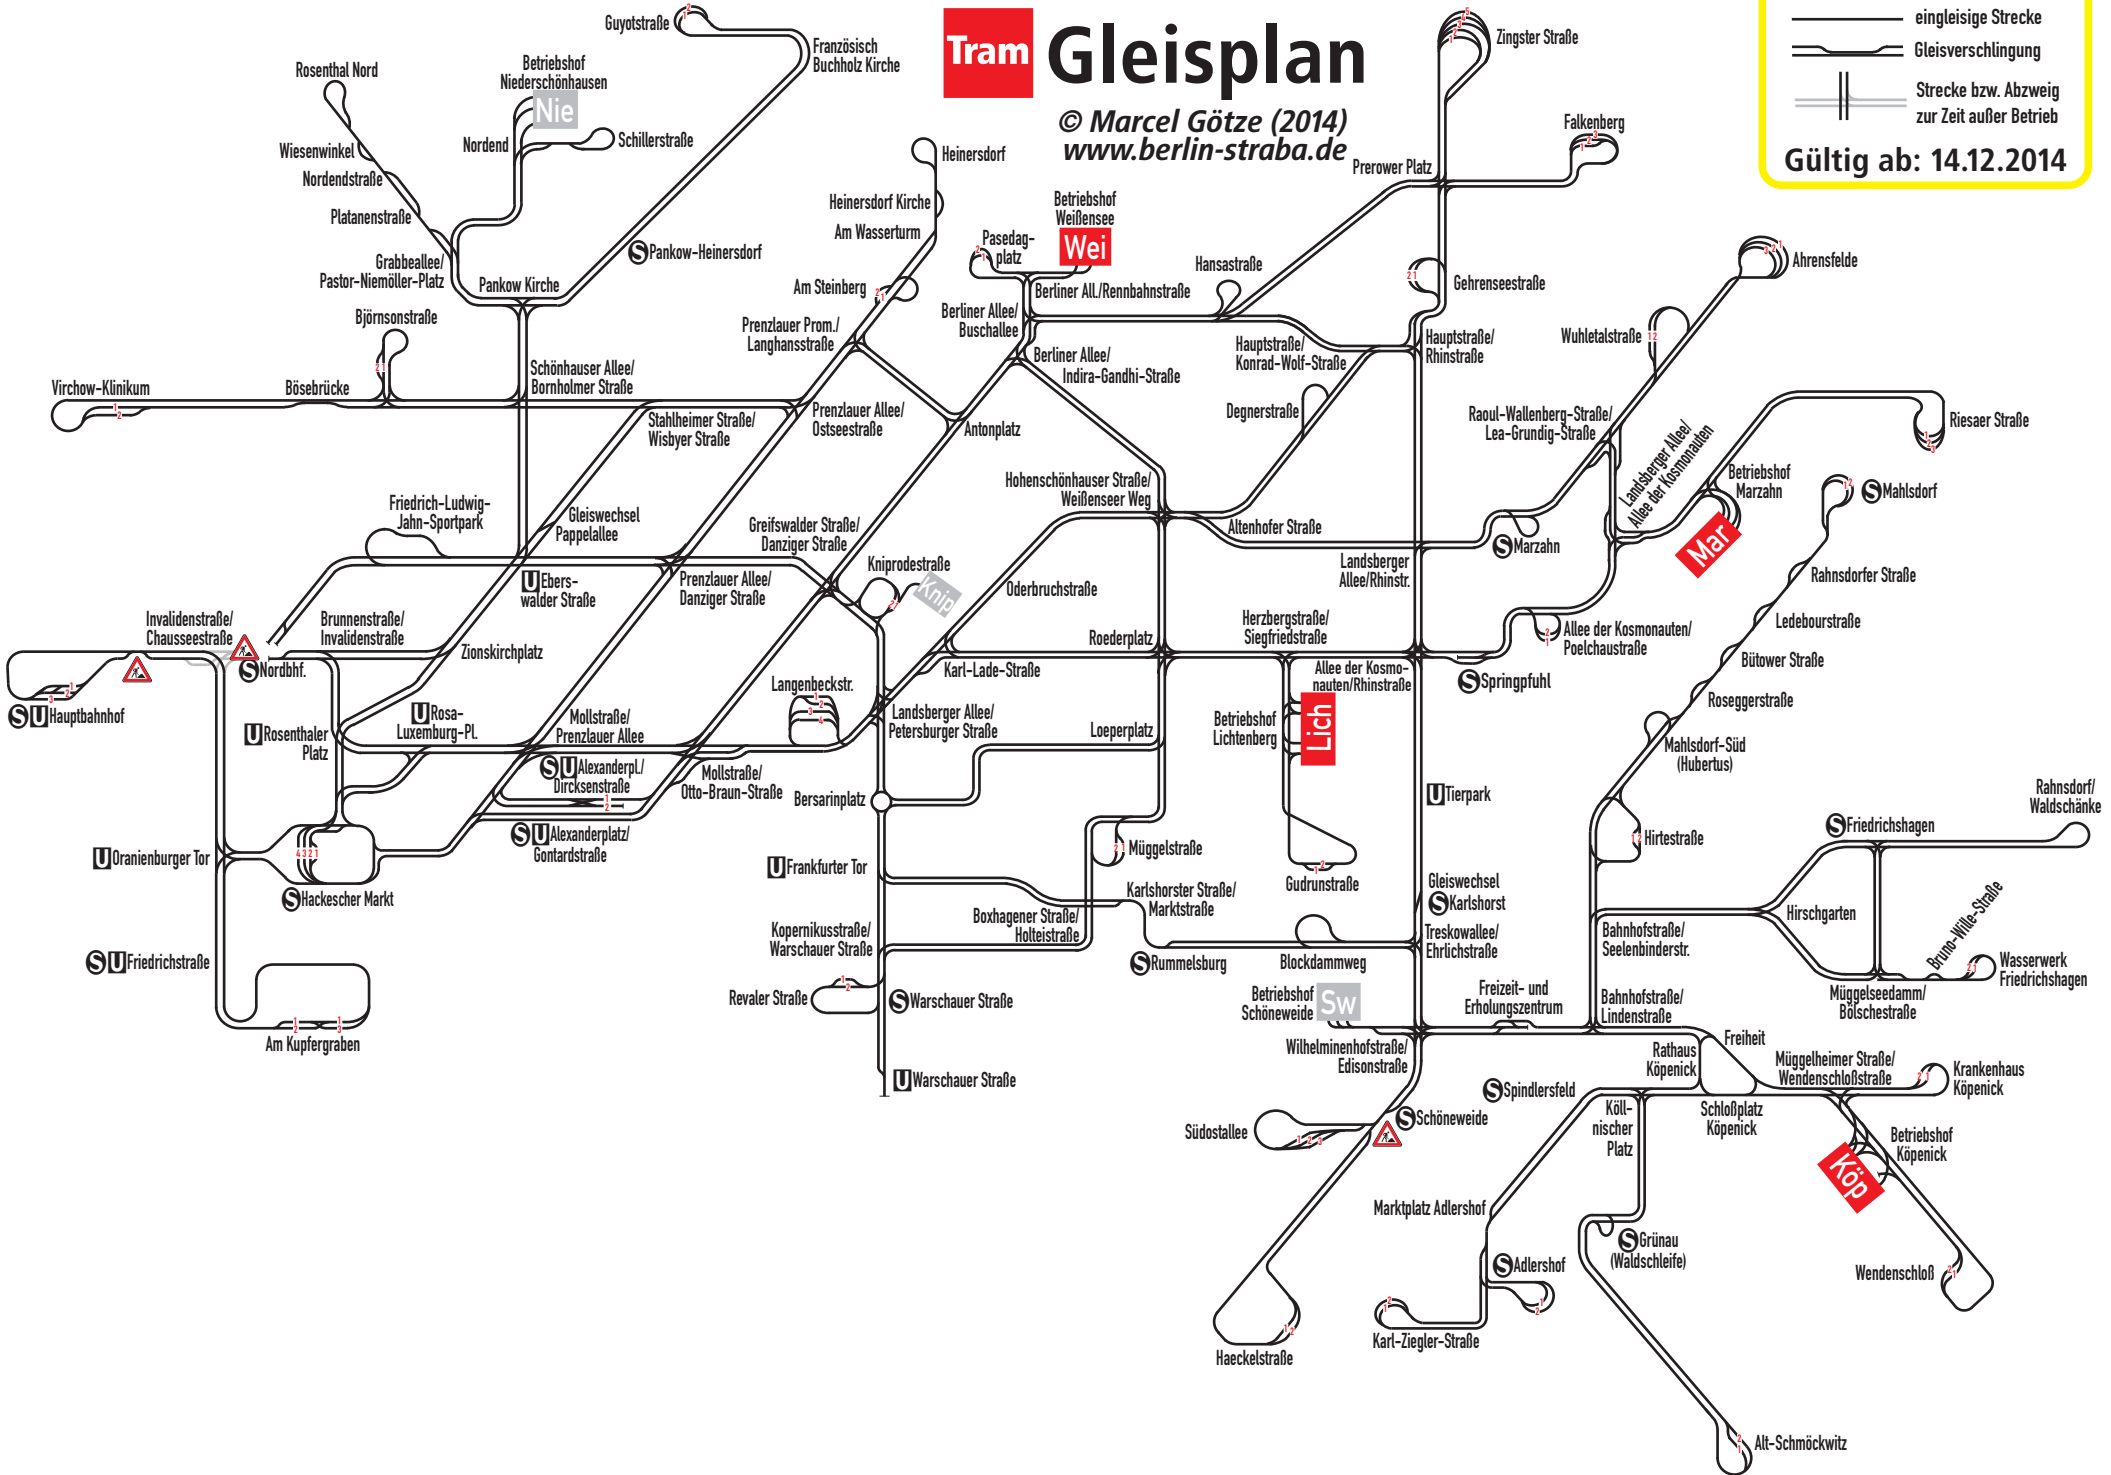 Tram Gleisplan
© Marcel Götze (2014)
www.berlin-straba.de
eingleisige Strecke
Gleisverschlingung
Strecke bzw. Abzweig
zur Zeit außer Betrieb
Gültig ab: 14.12.2014
Guyotstraße
Französisch
Buchholz Kirche
Rosenthal Nord
Betriebshof
Niederschönhausen
Nie
Schillerstraße
Nordend
Wiesenwinkel
Nordendstraße
Platanenstraße
Grabbeallee/
Pastor-Niemöller-Platz
Pankow Kirche
S Pankow-Heinersdorf
Björnsonstraße
Virchow-Klinikum
Bösebrücke
Schönhauser Allee/
Bornholmer Straße
Heinersdorf
Heinersdorf Kirche
Am Wasserturm
Am Steinberg
Prenzlauer Prom./
Langhansstraße
Pasedag-
platz
Betriebshof
Weißensee
Wei
Berliner All./Rennbahnstraße
Berliner Allee/
Buschallee
Berliner Allee/
Indira-Gandhi-Straße
Hansastraße
Zingster Straße
Falkenberg
Prerower Platz
Gehrenseestraße
Hauptstraße/
Rhinstraße
Hauptstraße/
Konrad-Wolf-Straße
Degnerstraße
Ahrensfelde
Wuhletalstraße
Raoul-Wallenberg-Straße/
Lea-Grundig-Straße
Landsberger Allee/
Allee der Kosmonauten
Riesaer Straße
Betriebshof
Marzahn
Mar
S Mahlsdorf
Stahlheimer Straße/
Wisbyer Straße
Prenzlauer Allee/
Ostseestraße
Antonplatz
Hohenschönhauser Straße/
Weißenseer Weg
Altenhofer Straße
Landsberger
Allee/Rhinstr.
S Marzahn
Friedrich-Ludwig-
Jahn-Sportpark
Gleiswechsel
Pappelallee
Greifswalder Straße/
Danziger Straße
Kniprodestraße
Knip
Oderbruchstraße
U Ebers-
walder Straße
Prenzlauer Allee/
Danziger Straße
Rahnsdorfer Straße
Ledebourstraße
Bütower Straße
Roseggerstraße
Mahlsdorf-Süd
(Hubertus)
Invalidenstraße/
Chausseestraße
Brunnenstraße/
Invalidenstraße
S Nordbhf.
Zionskirchplatz
Roederplatz
Herzbergstraße/
Siegfriedstraße
Karl-Lade-Straße
Allee der Kosmo-
nauten/Rhinstraße
Allee der Kosmonauten/
Poelchaustraße
S Springpfuhl
S U Hauptbahnhof
U Rosenthaler
Platz
U Rosa-
Luxemburg-Pl.
Mollstraße/
Prenzlauer Allee
Langenbeckstr.
Landsberger Allee/
Petersburger Straße
Loeperplatz
Betriebshof
Lichtenberg
Lich
S U Alexanderpl./
Dircksenstraße
Mollstraße/
Otto-Braun-Straße
Bersarinplatz
U Tierpark
S U Alexanderplatz/
Gontardstraße
Müggelstraße
Gudrunstraße
Hirtestraße
S Friedrichshagen
Rahnsdorf/
Waldschänke
U Oranienburger Tor
S Hackescher Markt
U Frankfurter Tor
Karlshorster Straße/
Marktstraße
Gleiswechsel
S Karlshorst
Hirschgarten
Bruno-Wille-Straße
Kopernikusstraße/
Warschauer Straße
Boxhagener Straße/
Holteistraße
Treskowallee/
Ehrlichstraße
Bahnhofstraße/
Seelenbinderstr.
S U Friedrichstraße
S Rummelsburg
Blockdammweg
Wasserwerk
Friedrichshagen
Müggelseedamm/
Bölschestraße
Revaler Straße
S Warschauer Straße
Betriebshof
Schöneweide
Sw
Freizeit- und
Erholungszentrum
Bahnhofstraße/
Lindenstraße
Am Kupfergraben
U Warschauer Straße
Wilhelminenhofstraße/
Edisonstraße
Rathaus
Köpenick
Freiheit
Müggelheimer Straße/
Wendenschloßstraße
Krankenhaus
Köpenick
S Spindlersfeld
Köll-
nischer
Platz
Schloßplatz
Köpenick
Südostallee
S Schöneweide
Betriebshof
Köpenick
Köp
Marktplatz Adlershof
S Grünau
(Waldschleife)
S Adlershof
Wendenschloß
Haeckelstraße
Karl-Ziegler-Straße
Alt-Schmöckwitz